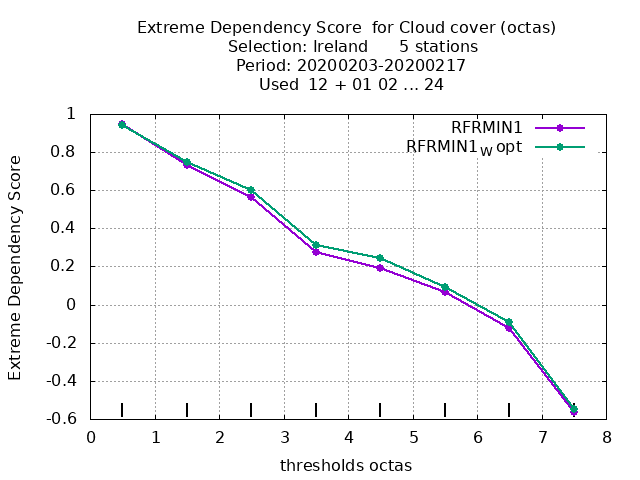 Extreme Dependency Score  for Cloud cover (octas)
Selection: Ireland      5 stations
Period: 20200203-20200217
Used  12 + 01 02 ... 24
RFRMIN1
RFRMIN1W opt
Extreme Dependency Score
1
0.8
0.6
0.4
0.2
0
-0.2
-0.4
-0.6
0 1 2 3 4 5 6 7 8
thresholds octas